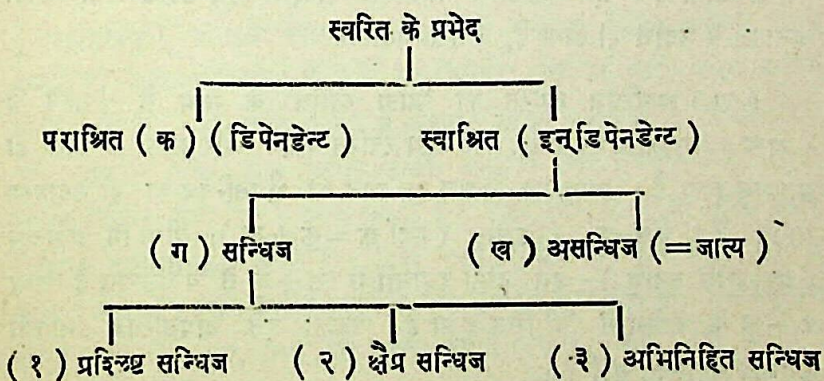 स्वरित के प्रभेद
पराश्रित ( क ) ( डिपेनडेन्ट ) स्वाश्रित ( इन्‌डिपेनडेन्ट )
( ग ) सन्धिज ( ख ) असन्धिज ( = जात्य )
( १ ) प्रश्लिष्ट सन्धिज ( २ ) क्षैप्र सन्धिज ( ३ ) अभिनिहित सन्धिज